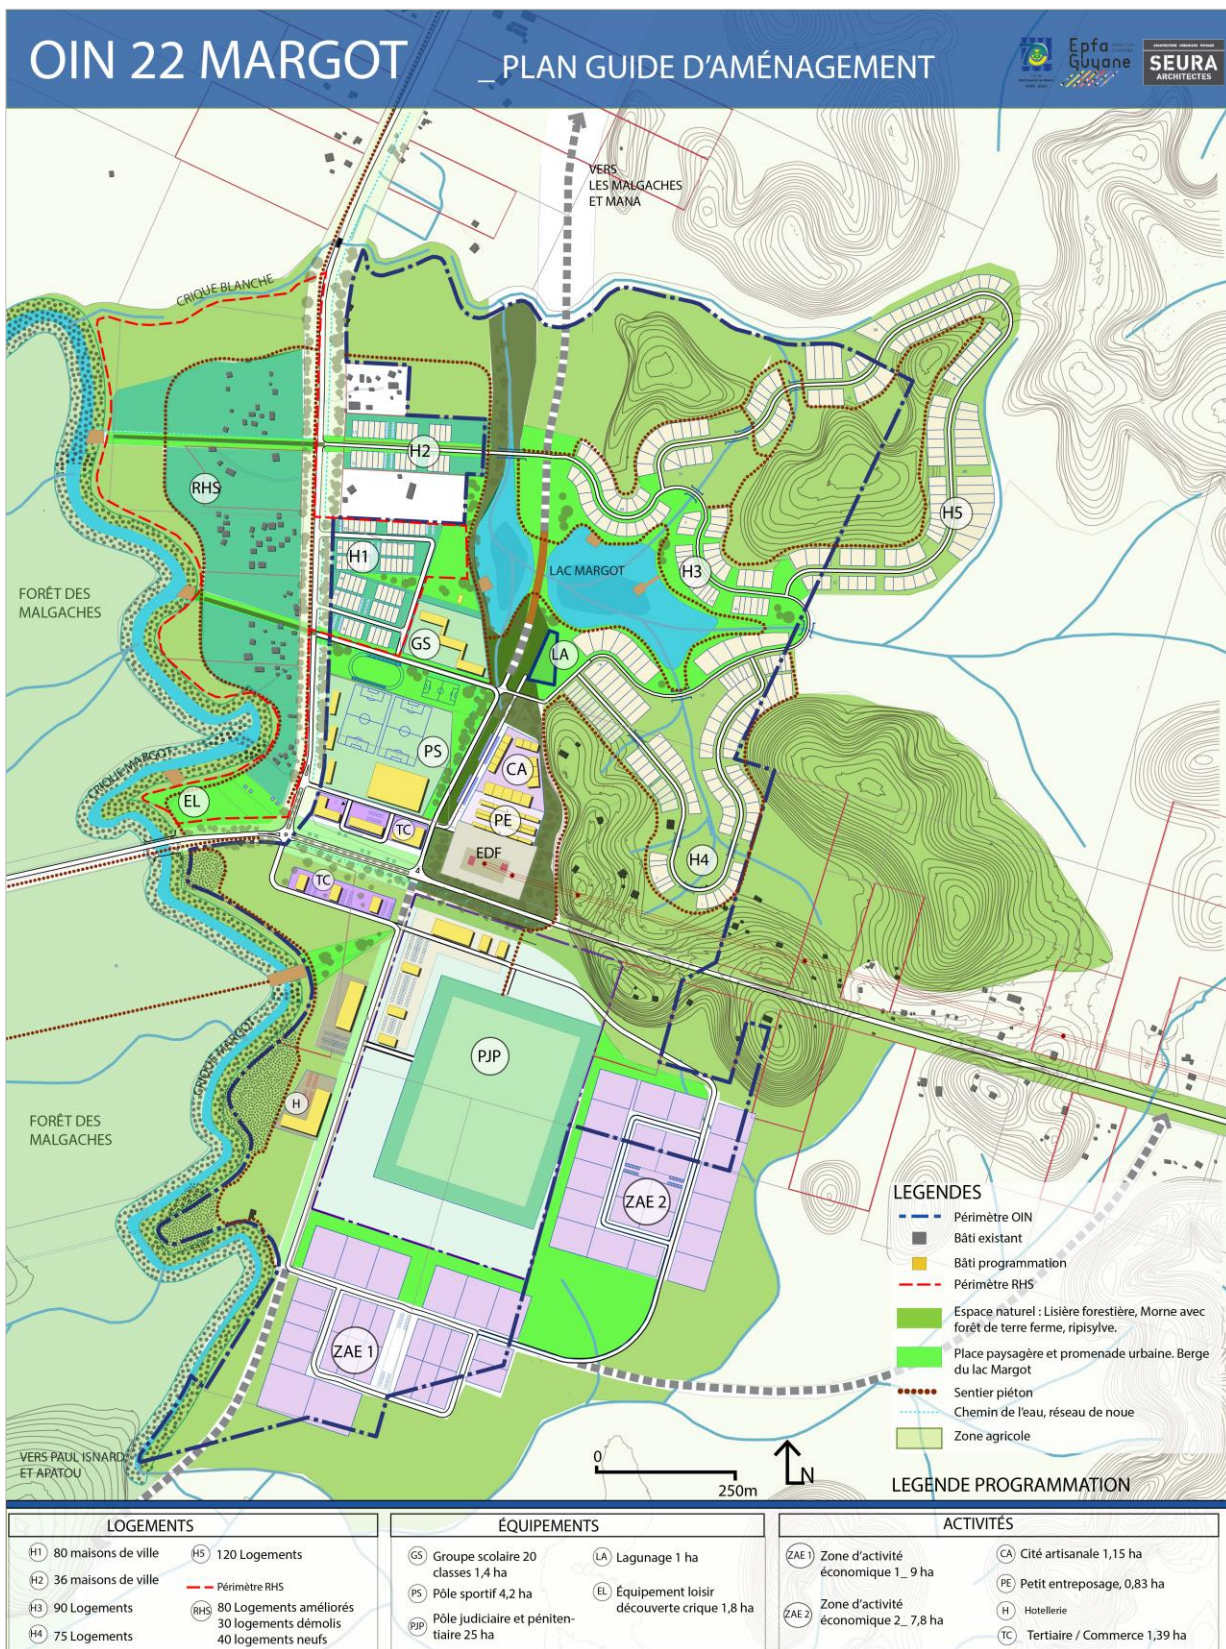 OIN 22 MARGOT _ PLAN GUIDE D'AMÉNAGEMENT
Epfa
Guyane
SEURA
ARCHITECTES
VERS
LES MALGACHES
ET MANA
CRIQUE BLANCHE
H2
RHS
H5
H1
LAC MARGOT
H3
FORÊT DES
MALGACHES
GS
LA
PS
CA
CRIQUE MARGOT
EL
PE
TC
EDF
H4
TC
PJP
CRIQUE MARGOT
H
FORÊT DES
MALGACHES
ZAE 2
ZAE 1
VERS PAUL ISNARD
ET APATOU
LEGENDES
Périmètre OIN
Bâti existant
Bâti programmation
Périmètre RHS
Espace naturel : Lisière forestière, Morne avec
forêt de terre ferme, ripisylve.
Place paysagère et promenade urbaine. Berge
du lac Margot
Sentier piéton
Chemin de l'eau, réseau de noue
Zone agricole
0
250m
N
LEGENDE PROGRAMMATION
LOGEMENTS
H1 80 maisons de ville
H2 36 maisons de ville
H3 90 Logements
H4 75 Logements
H5 120 Logements
Périmètre RHS
RHS 80 Logements améliorés
30 logements démolis
40 logements neufs
ÉQUIPEMENTS
GS Groupe scolaire 20
classes 1,4 ha
PS Pôle sportif 4,2 ha
PJP Pôle judiciaire et péniten-
tiaire 25 ha
LA Lagunage 1 ha
EL Équipement loisir
découverte crique 1,8 ha
ACTIVITÉS
ZAE 1 Zone d'activité
économique 1_ 9 ha
ZAE 2 Zone d'activité
économique 2_ 7,8 ha
CA Cité artisanale 1,15 ha
PE Petit entreposage, 0,83 ha
H Hotellerie
TC Tertiaire / Commerce 1,39 ha